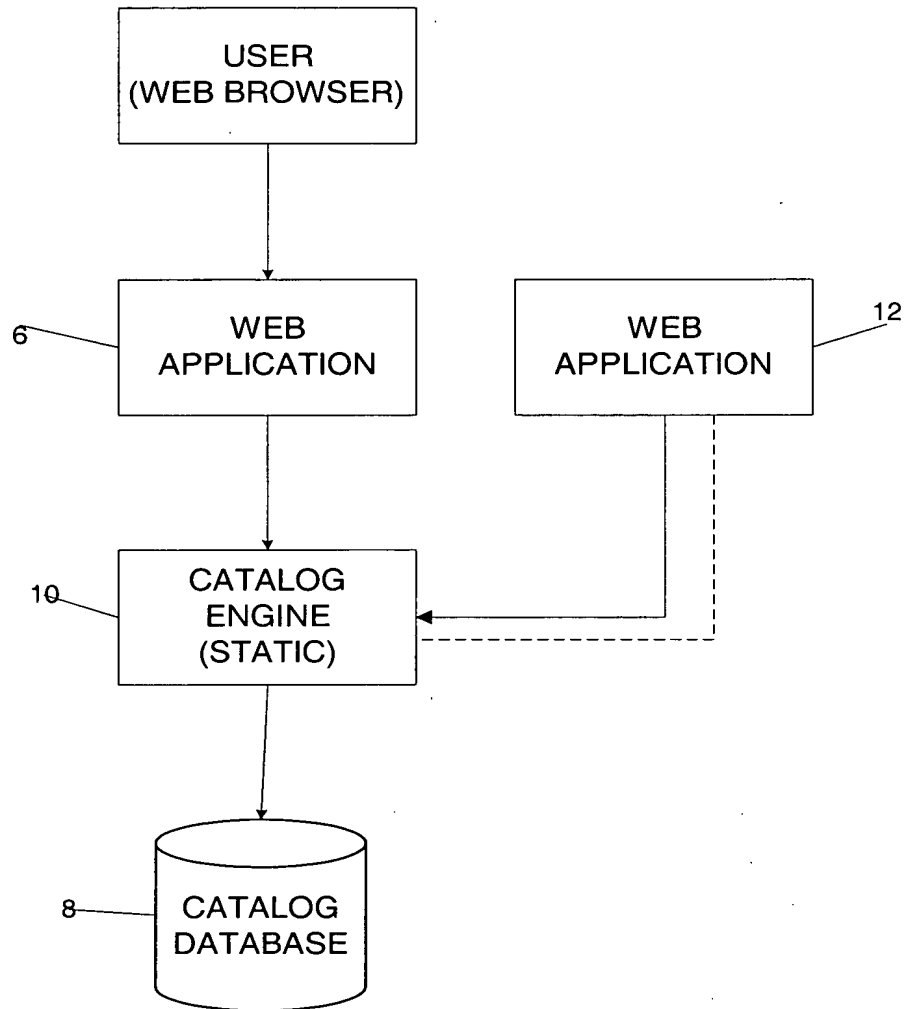 USER
(WEB BROWSER)
6
WEB
APPLICATION
WEB
APPLICATION
12
10
CATALOG
ENGINE
(STATIC)
8
CATALOG
DATABASE